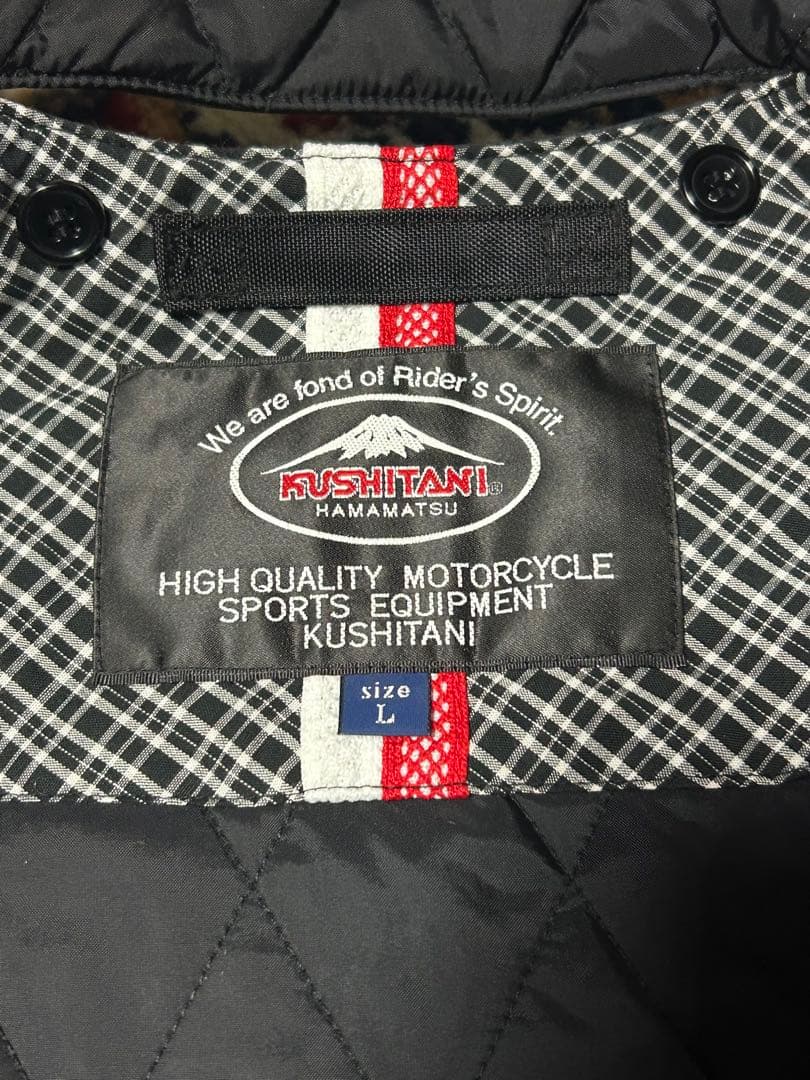 We are fond of Rider's Spirit.
KUSHITANI®
HAMAMATSU
HIGH QUALITY MOTORCYCLE
SPORTS EQUIPMENT
KUSHITANI
size
L